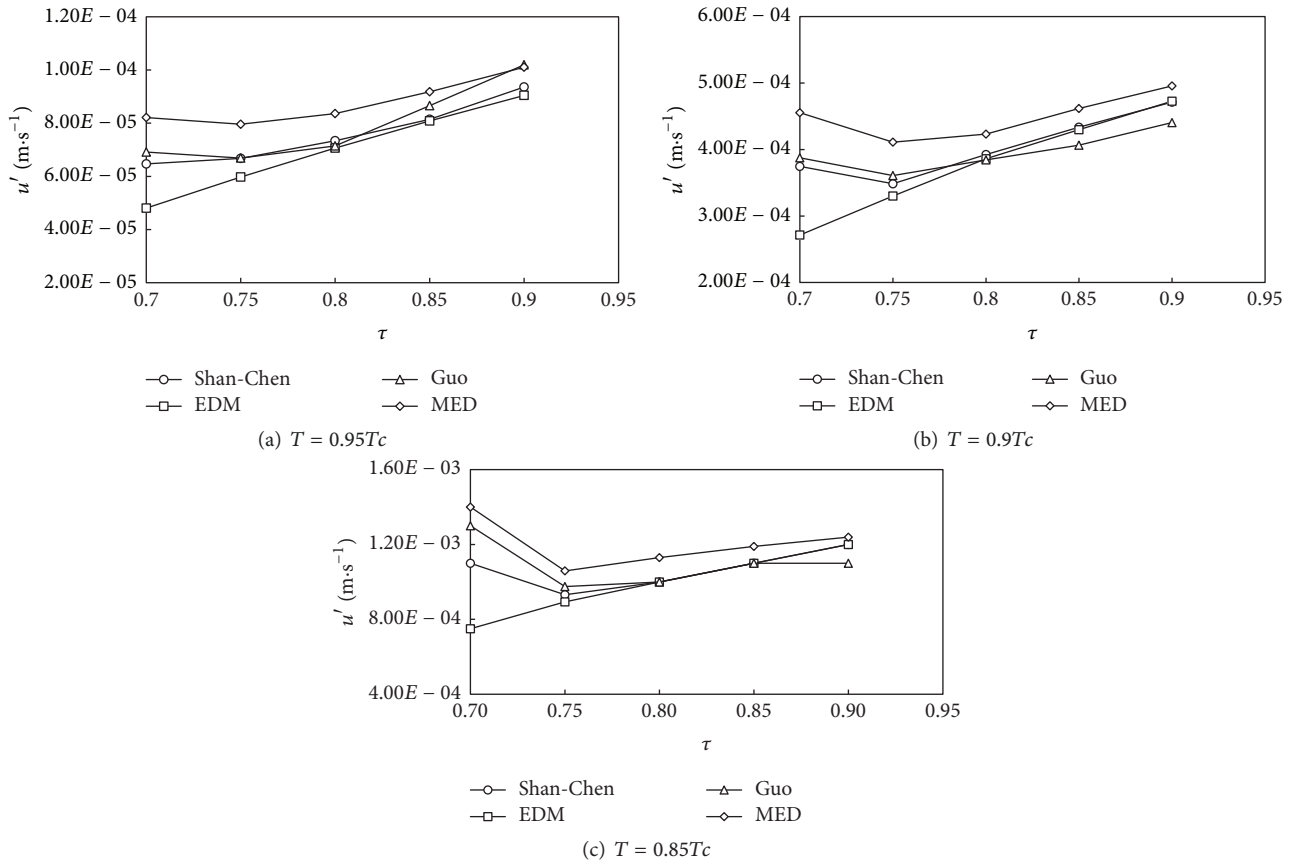 1.20E − 04
1.00E − 04
8.00E − 05
6.00E − 05
4.00E − 05
2.00E − 05
u′ (m·s−1)
0.7 0.75 0.8 0.85 0.9 0.95
τ
Shan-Chen Guo
EDM MED
(a) T = 0.95Tc
6.00E − 04
5.00E − 04
4.00E − 04
3.00E − 04
2.00E − 04
u′ (m·s−1)
0.7 0.75 0.8 0.85 0.9 0.95
τ
Shan-Chen Guo
EDM MED
(b) T = 0.9Tc
1.60E − 03
1.20E − 03
8.00E − 04
4.00E − 04
u′ (m·s−1)
0.70 0.75 0.80 0.85 0.90 0.95
τ
Shan-Chen Guo
EDM MED
(c) T = 0.85Tc